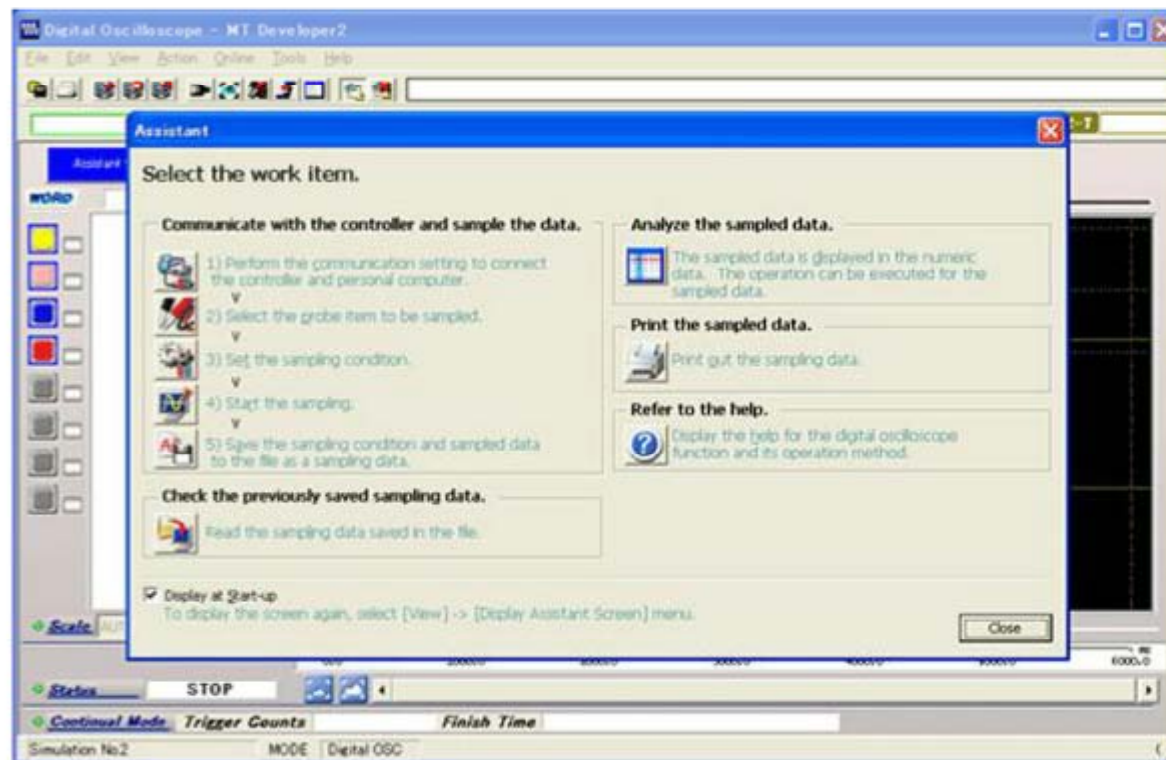 Digital Oscilloscope - MT Developer2
File Edit View Action Online Tools Help
Assistant
Assistant
Select the work item.
WORD
Communicate with the controller and sample the data.
1) Perform the communication setting to connect
the controller and personal computer.
v
2) Select the probe item to be sampled.
v
3) Set the sampling condition.
v
4) Start the sampling.
v
5) Save the sampling condition and sampled data
to the file as a sampling data.
Check the previously saved sampling data.
Read the sampling data saved in the file.
Analyze the sampled data.
The sampled data is displayed in the numeric
data. The operation can be executed for the
sampled data.
Print the sampled data.
Print out the sampling data.
Refer to the help.
Display the help for the digital oscilloscope
function and its operation method.
Display at Start-up
To display the screen again, select [View] -> [Display Assistant Screen] menu.
Close
Scale
6000.0
Status STOP
Continual Mode Trigger Counts Finish Time
Simulation No.2 MODE Digital OSC